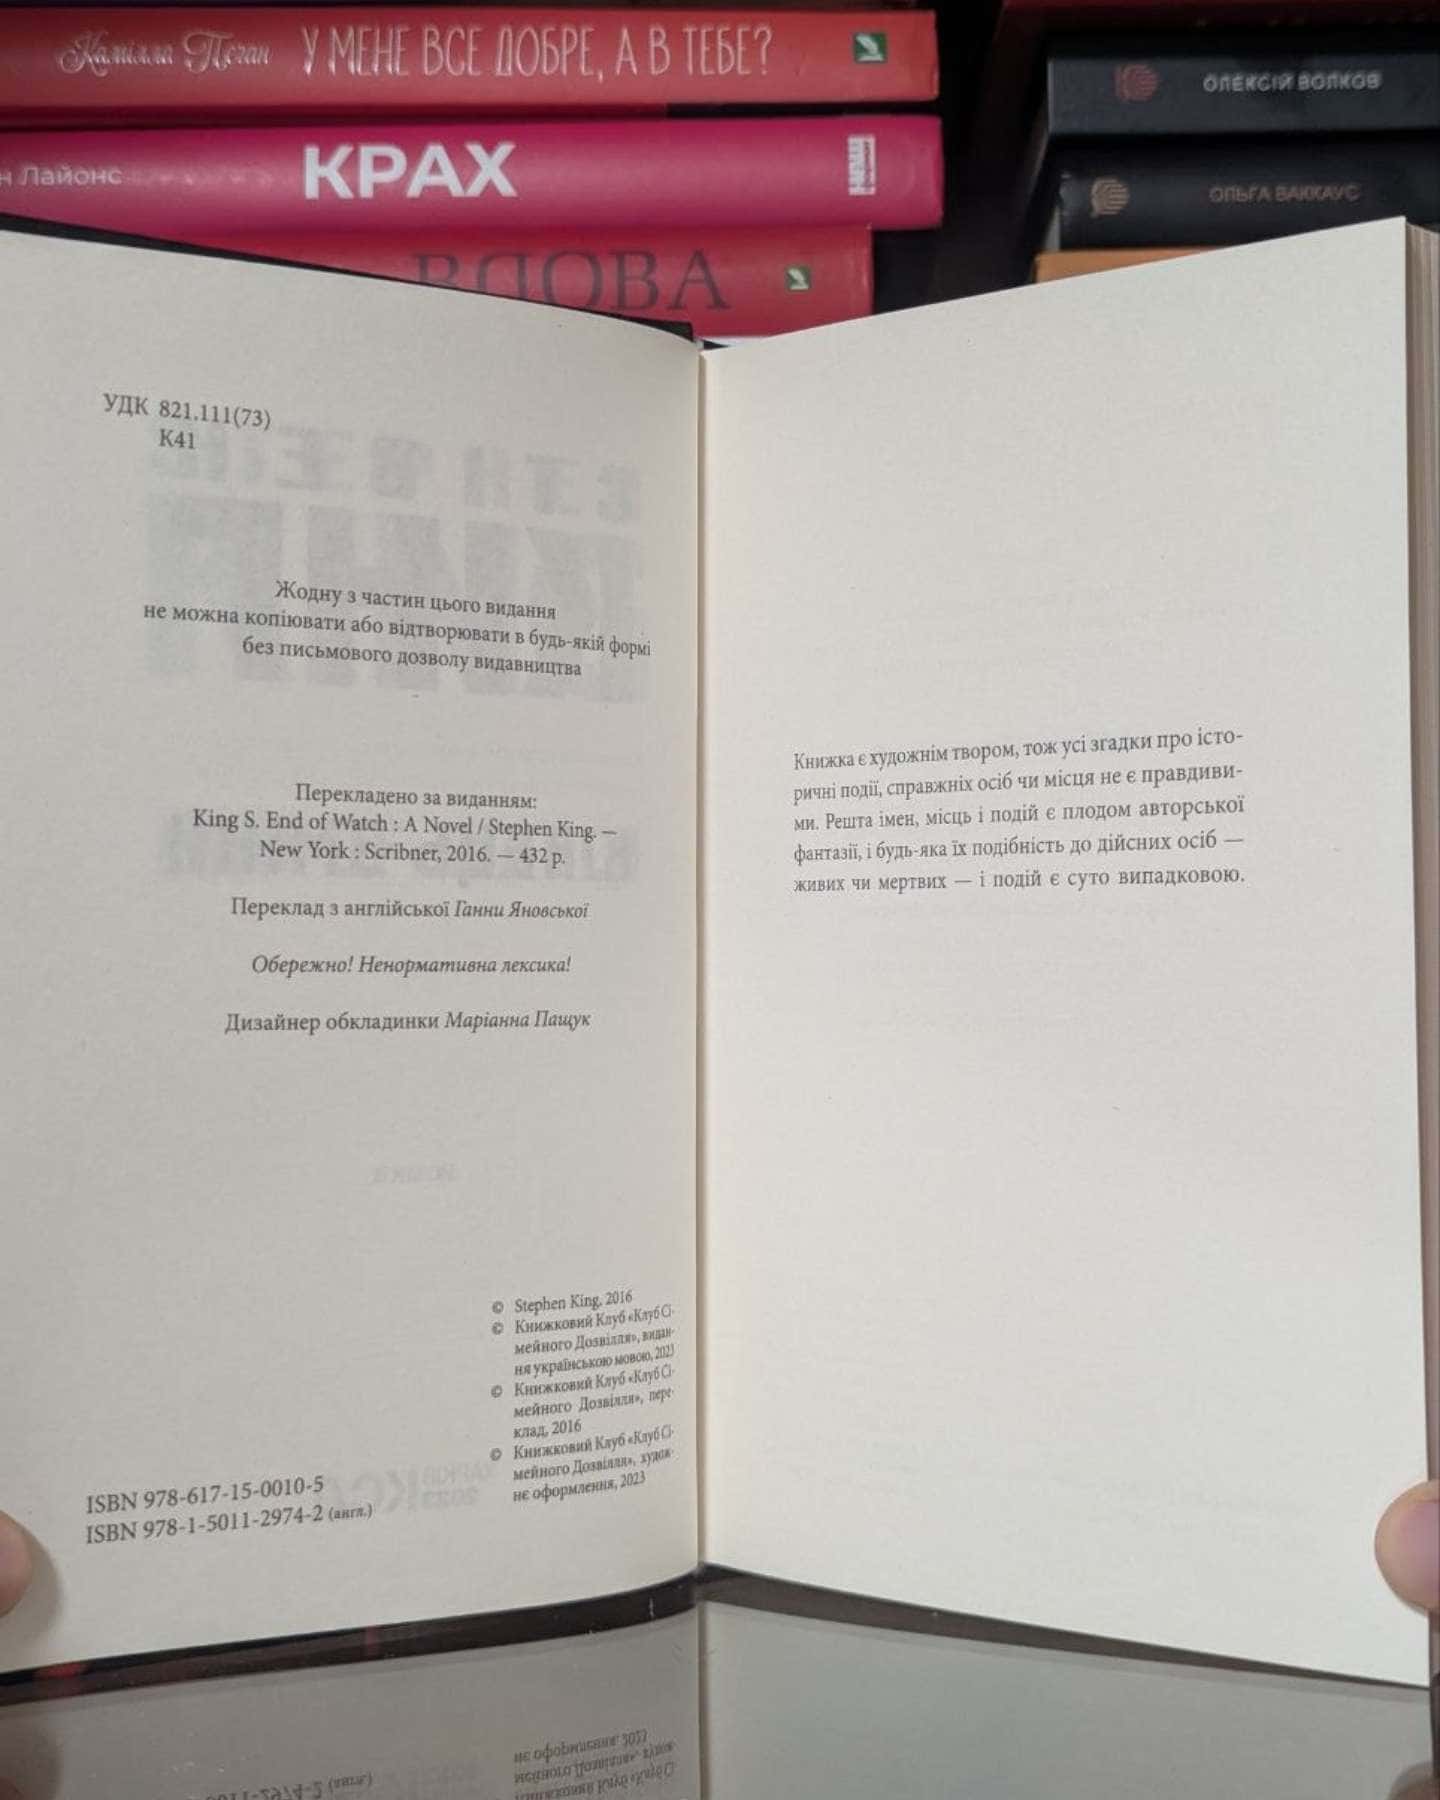 Камілла Пеган У МЕНЕ ВСЕ ДОБРЕ, А В ТЕБЕ?
н Лайонс КРАХ
ВДОВА
ОЛЕКСІЙ ВОЛКОВ
ОЛЬГА ВАККАУС
УДК 821.111(73)
К41
Жодну з частин цього видання
не можна копіювати або відтворювати в будь-якій формі
без письмового дозволу видавництва
Перекладено за виданням:
King S. End of Watch : A Novel / Stephen King. —
New York : Scribner, 2016. — 432 p.
Переклад з англійської Ганни Яновської
Обережно! Ненормативна лексика!
Дизайнер обкладинки Маріанна Пащук
© Stephen King, 2016
© Книжковий Клуб «Клуб Сі-
мейного Дозвілля», видан-
ня українською мовою, 2023
© Книжковий Клуб «Клуб Сі-
мейного Дозвілля», пере-
клад, 2016
© Книжковий Клуб «Клуб Сі-
мейного Дозвілля», худож-
нє оформлення, 2023
ISBN 978-617-15-0010-5
ISBN 978-1-5011-2974-2 (англ.)
Книжка є художнім твором, тож усі згадки про істо-
ричні події, справжніх осіб чи місця не є правдиви-
ми. Решта імен, місць і подій є плодом авторської
фантазії, і будь-яка їх подібність до дійсних осіб —
живих чи мертвих — і подій є суто випадковою.